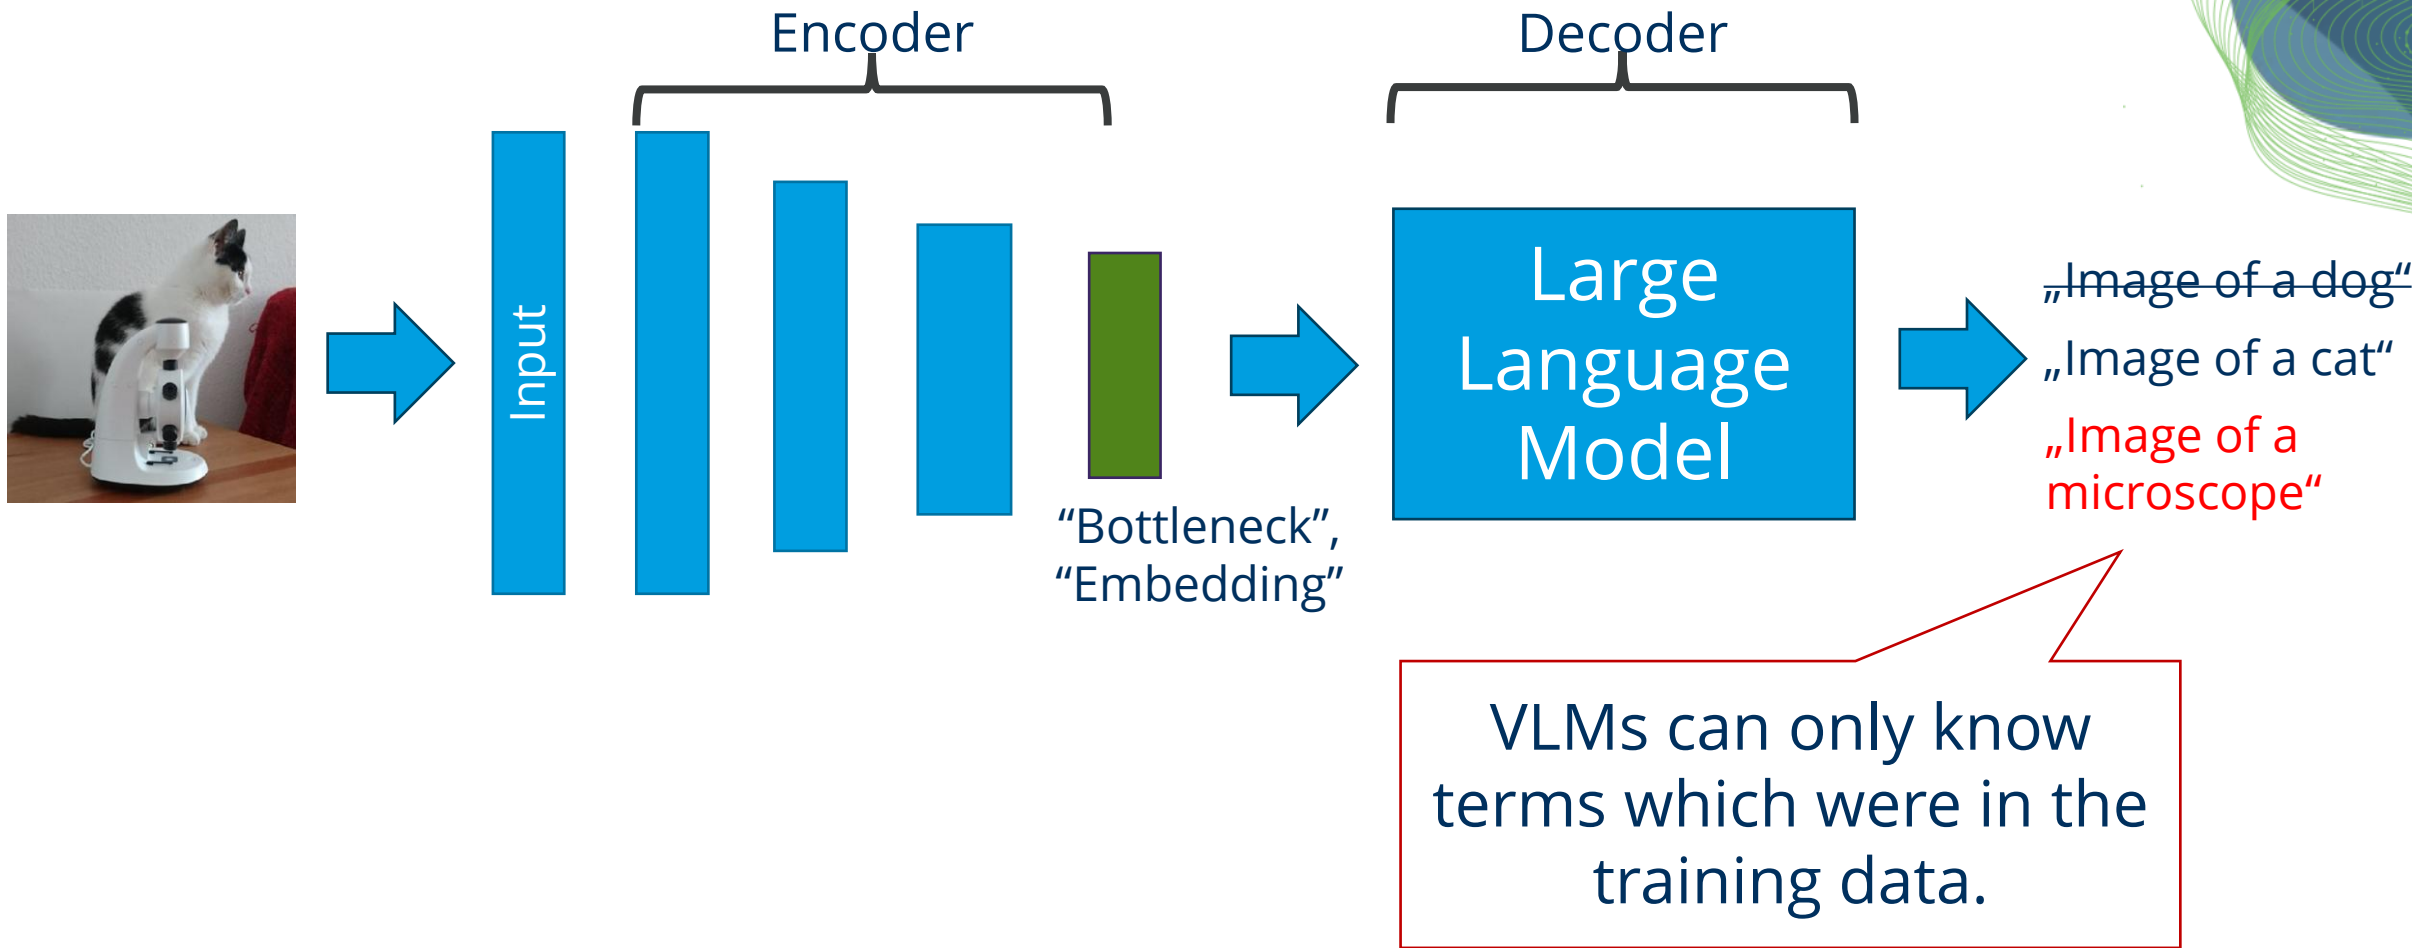 Encoder
Decoder
Input
“Bottleneck”,
“Embedding”
Large
Language
Model
„Image of a dog“
„Image of a cat“
„Image of a
microscope“
VLMs can only know
terms which were in the
training data.